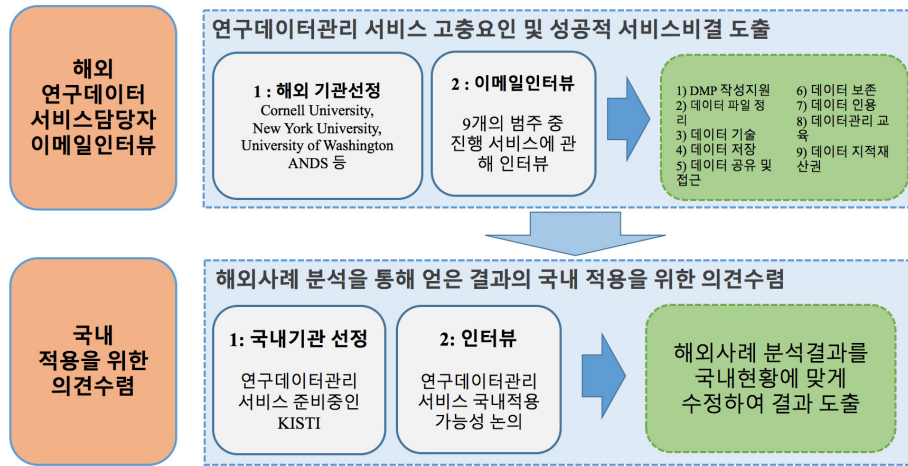 해외
연구데이터
서비스담당자
이메일인터뷰
연구데이터관리 서비스 고충요인 및 성공적 서비스비결 도출
1 : 해외 기관선정
Cornell University,
New York University,
University of Washington
ANDS 등
2 : 이메일인터뷰
9개의 범주 중
진행 서비스에 관
해 인터뷰
1) DMP 작성지원
2) 데이터 파일 정
리
3) 데이터 기술
4) 데이터 저장
5) 데이터 공유 및
접근
6) 데이터 보존
7) 데이터 인용
8) 데이터관리 교
육
9) 데이터 지적재
산권
국내
적용을 위한
의견수렴
해외사례 분석을 통해 얻은 결과의 국내 적용을 위한 의견수렴
1: 국내기관 선정
연구데이터관리
서비스 준비중인
KISTI
2: 인터뷰
연구데이터관리
서비스 국내적용
가능성 논의
해외사례 분석결과를
국내현황에 맞게
수정하여 결과 도출